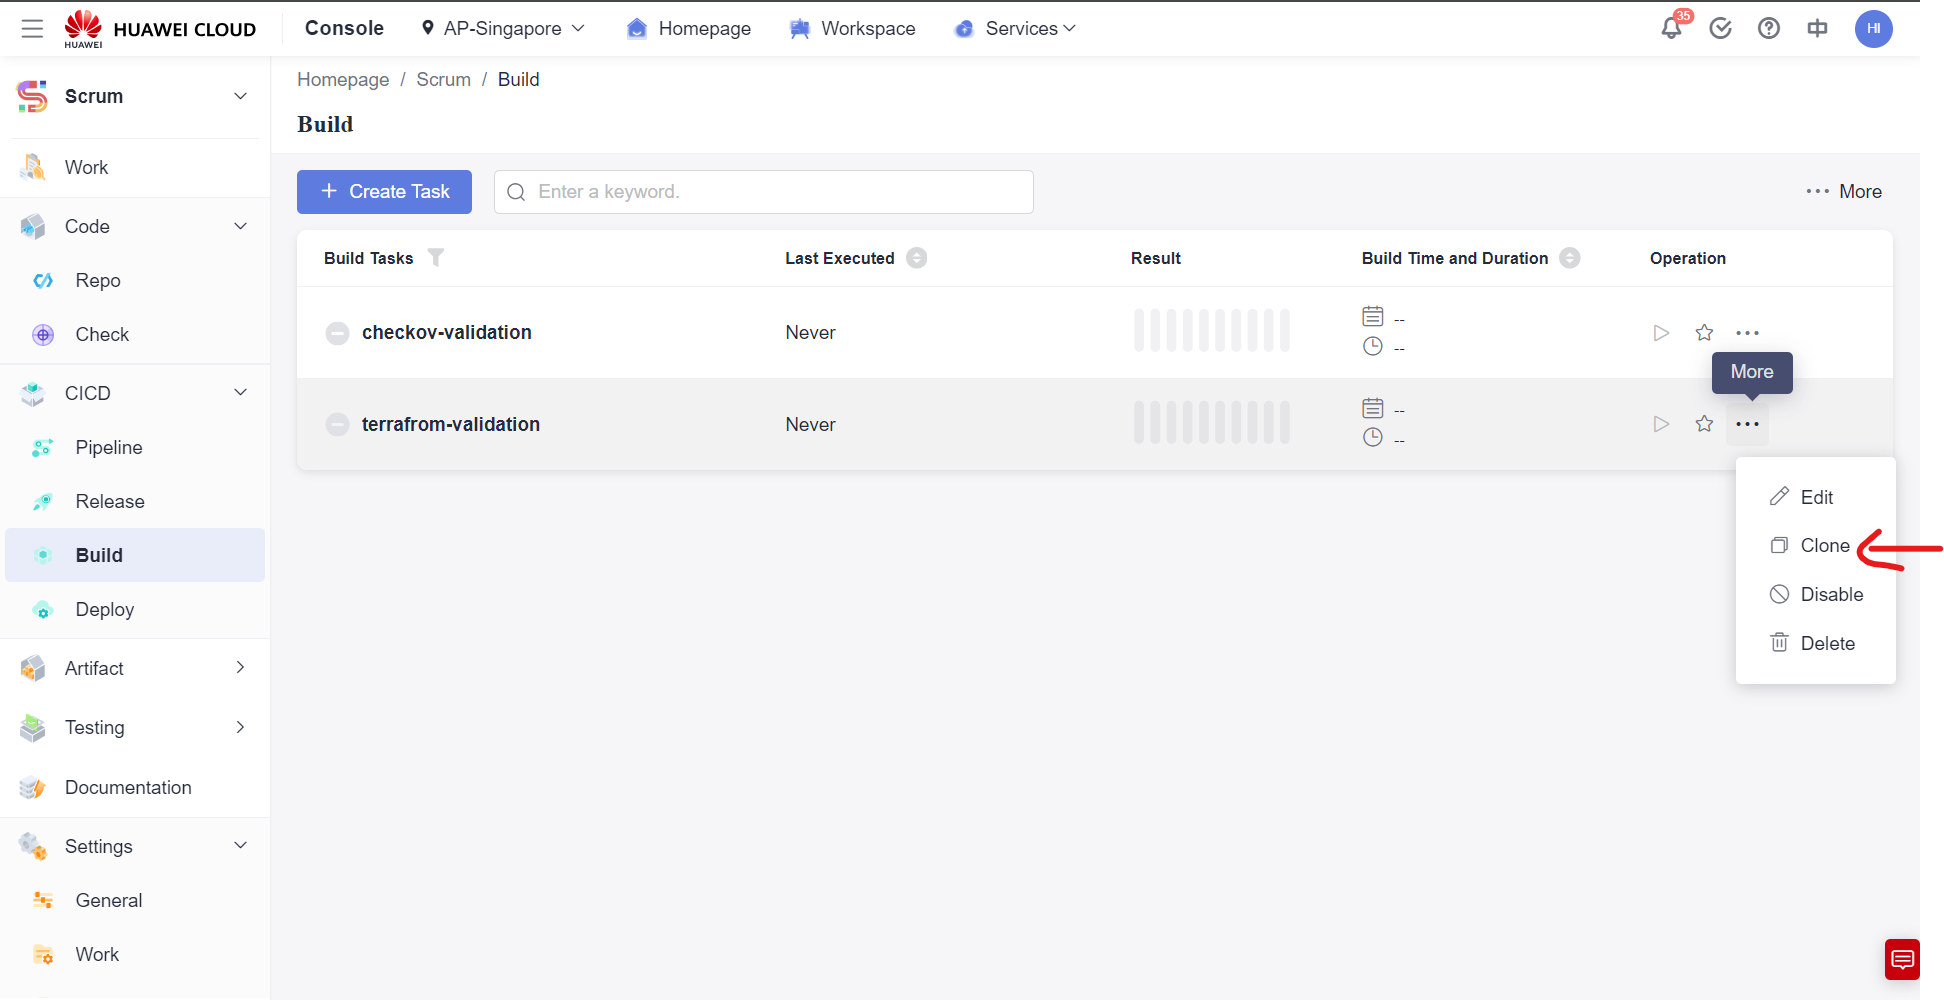 HUAWEI
HUAWEI CLOUD
Console
AP-Singapore
Homepage
Workspace
Services
35
HI
Scrum
Work
Code
Repo
Check
CICD
Pipeline
Release
Build
Deploy
Artifact
Testing
Documentation
Settings
General
Work
Homepage / Scrum / Build
Build
+ Create Task
Enter a keyword.
··· More
Build Tasks
Last Executed
Result
Build Time and Duration
Operation
checkov-validation
Never
--
--
More
terrafrom-validation
Never
--
--
Edit
Clone
Disable
Delete